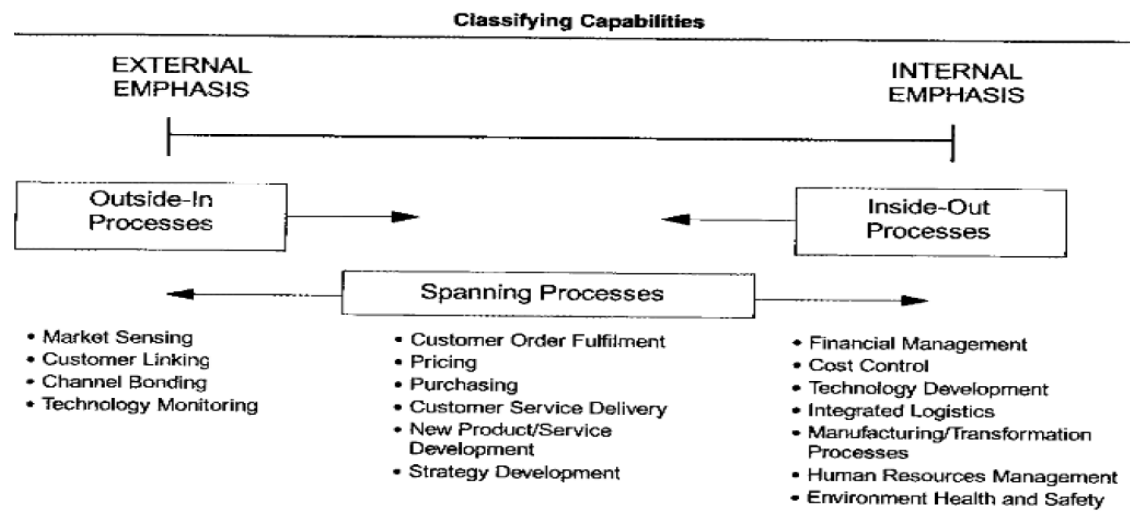 Classifying Capabilities
EXTERNAL
EMPHASIS
INTERNAL
EMPHASIS
Outside-In
Processes
Inside-Out
Processes
Spanning Processes
• Market Sensing
• Customer Linking
• Channel Bonding
• Technology Monitoring
• Customer Order Fulfilment
• Pricing
• Purchasing
• Customer Service Delivery
• New Product/Service
Development
• Strategy Development
• Financial Management
• Cost Control
• Technology Development
• Integrated Logistics
• Manufacturing/Transformation
Processes
• Human Resources Management
• Environment Health and Safety